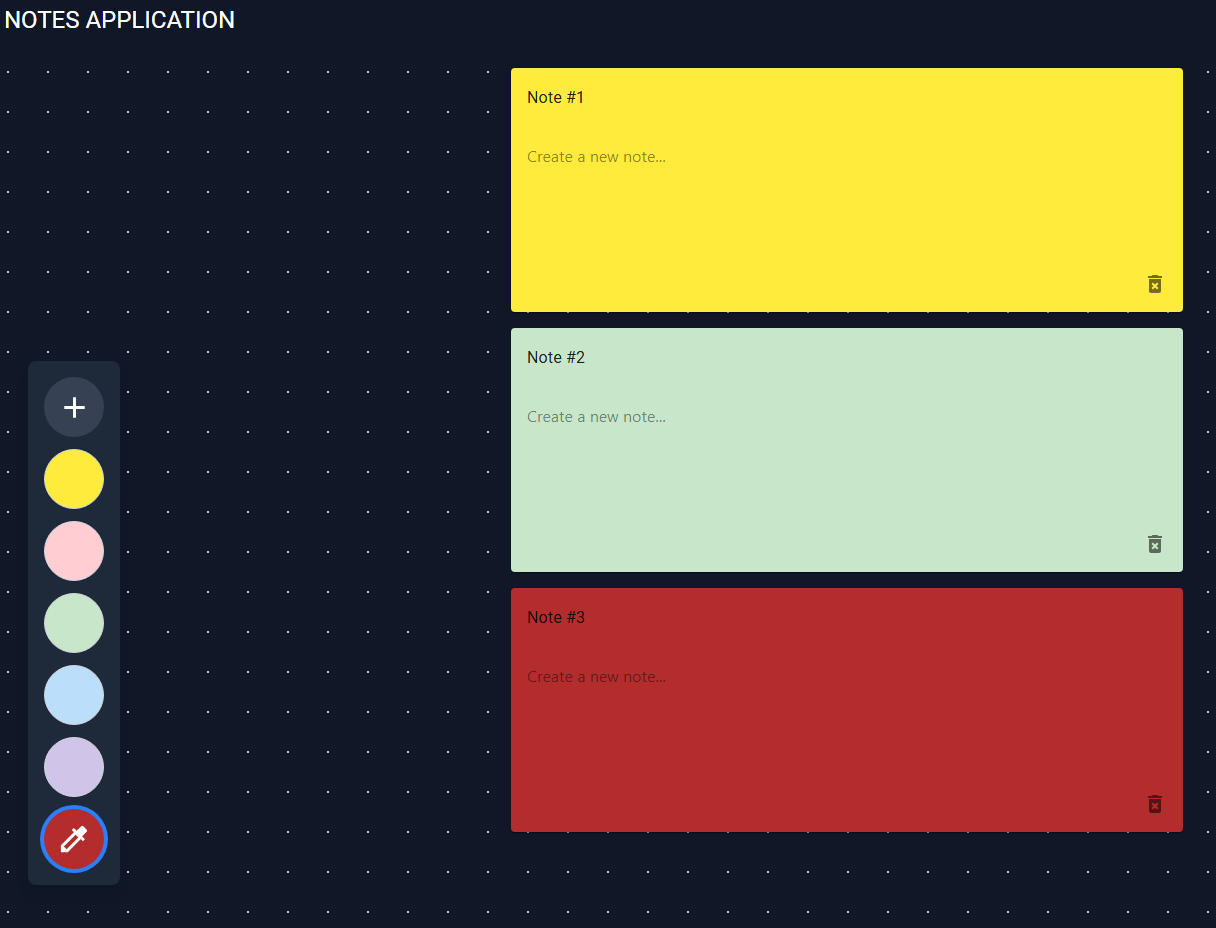 NOTES APPLICATION
Note #1
Create a new note...
Note #2
Create a new note...
Note #3
Create a new note...